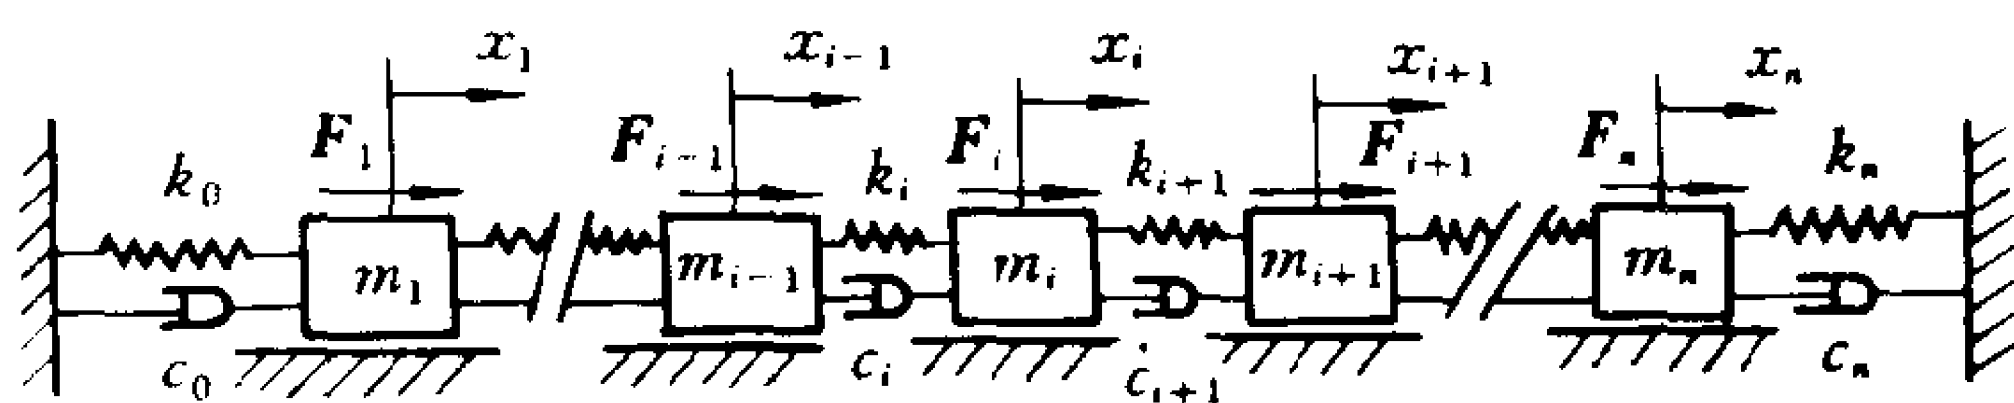 x₁ xᵢ₋₁ xᵢ xᵢ₊₁ xₙ
F₁ Fᵢ₋₁ Fᵢ Fᵢ₊₁ Fₙ
k₀ kᵢ kᵢ₊₁ kₙ
m₁ mᵢ₋₁ mᵢ mᵢ₊₁ mₙ
c₀ cᵢ cᵢ₊₁ cₙ